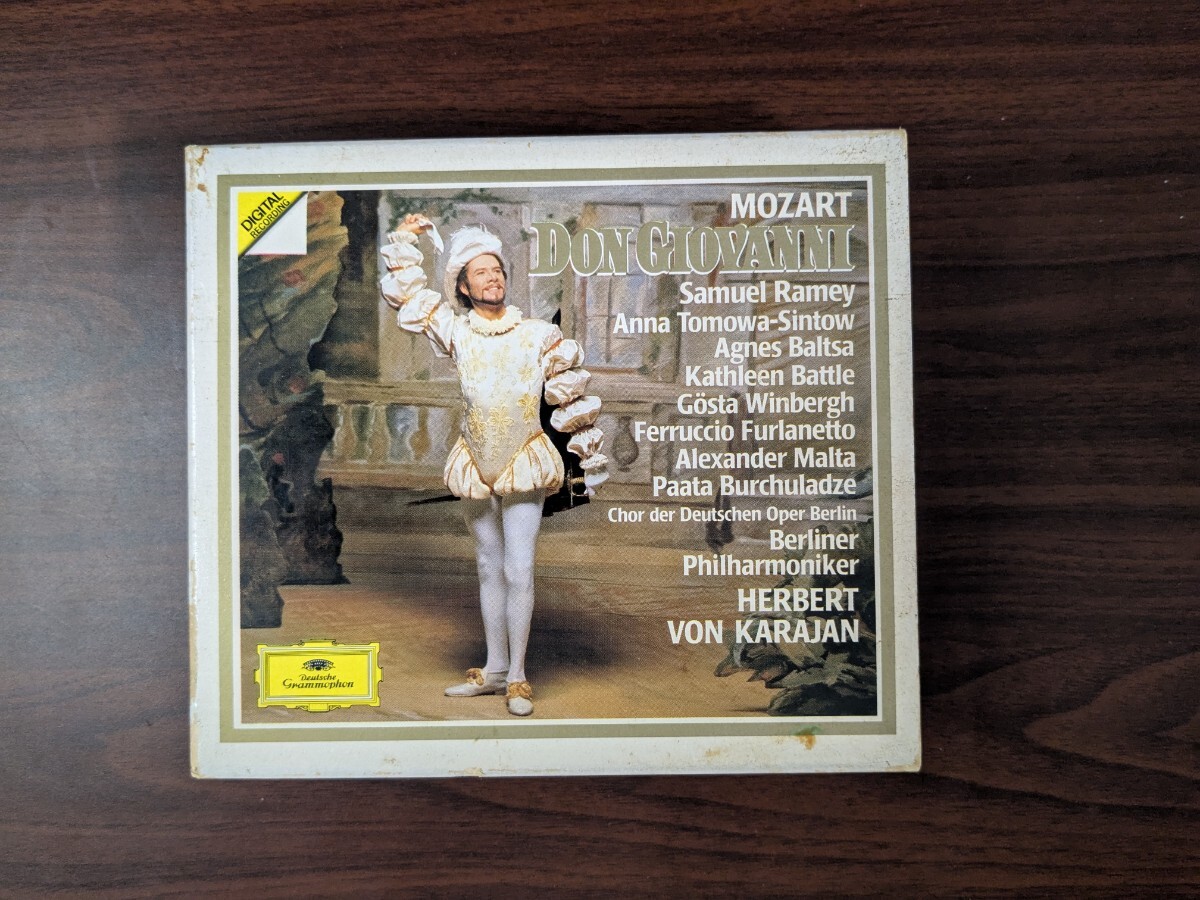 DIGITAL
RECORDING
MOZART
DON GIOVANNI
Samuel Ramey
Anna Tomowa-Sintow
Agnes Baltsa
Kathleen Battle
Gösta Winbergh
Ferruccio Furlanetto
Alexander Malta
Paata Burchuladze
Chor der Deutschen Oper Berlin
Berliner
Philharmoniker
HERBERT
VON KARAJAN
Deutsche
Grammophon